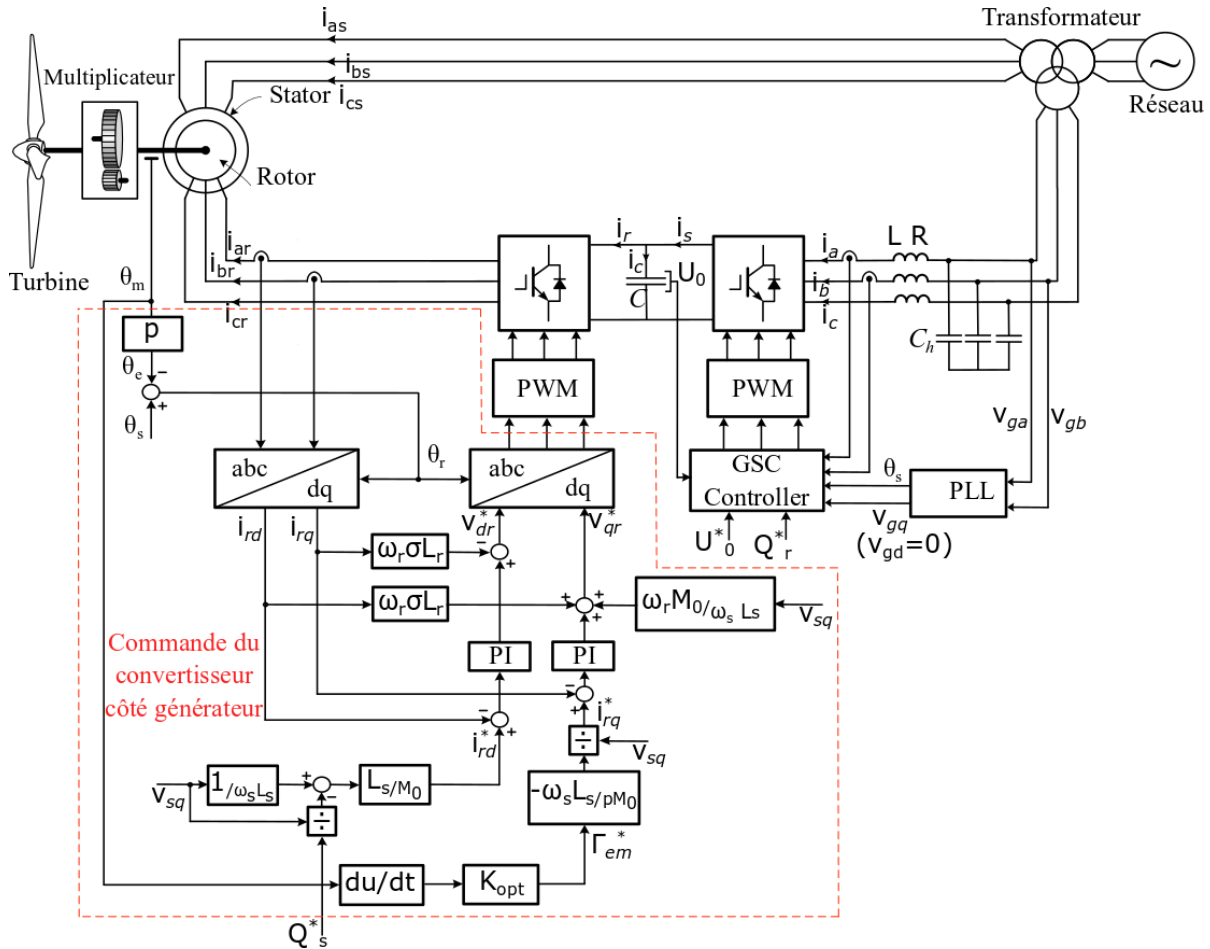 i_as
Transformateur
Multiplicateur
i_bs
Stator
i_cs
Réseau
Rotor
Turbine
i_ar
i_r
i_s
i_a
L R
θ_m
i_br
i_c
U_0
i_b
C
i_cr
i_c
p
C_h
θ_e
-
PWM
PWM
+
θ_s
v_ga
v_gb
abc
dq
θ_r
abc
dq
GSC
Controller
θ_s
PLL
i_rd
i_rq
v*_dr
v*_qr
v_gq
(v_gd=0)
U*_0
Q*_r
ω_rσL_r
-
+
ω_rσL_r
+
+
+
ω_rM_0/ω_s L_s
v_sq
Commande du
convertisseur
côté générateur
PI
PI
-
+
i*_rq
-
+
i*_rd
÷
v_sq
v_sq
1/ω_sL_s
+
-
L_s/M_0
-ω_sL_s/pM_0
÷
Γ_em*
du/dt
K_opt
Q*_s